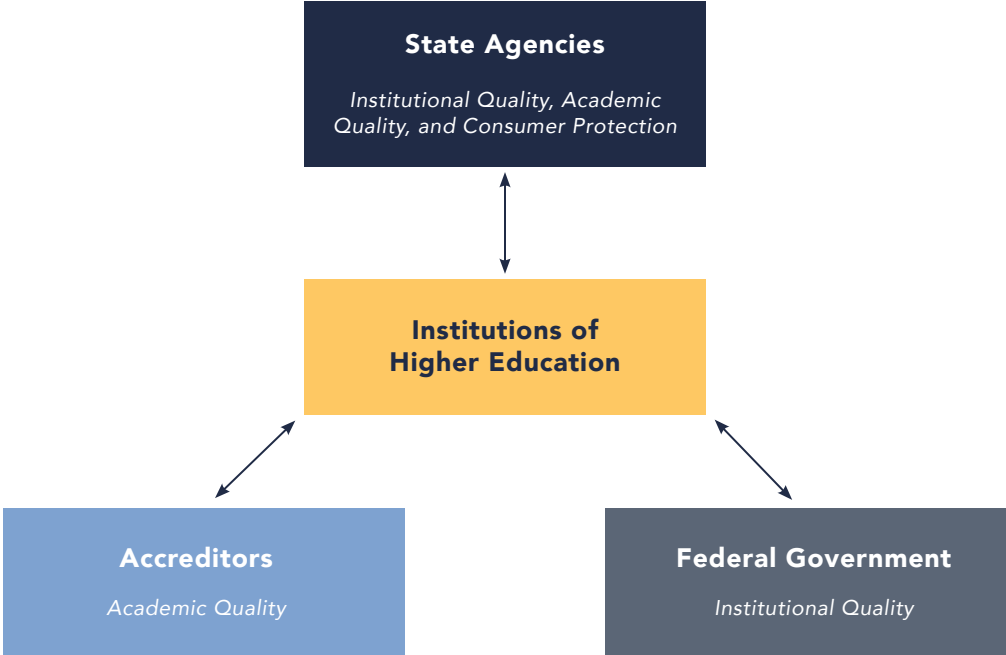 State Agencies
Institutional Quality, Academic
Quality, and Consumer Protection
Institutions of
Higher Education
Accreditors
Academic Quality
Federal Government
Institutional Quality